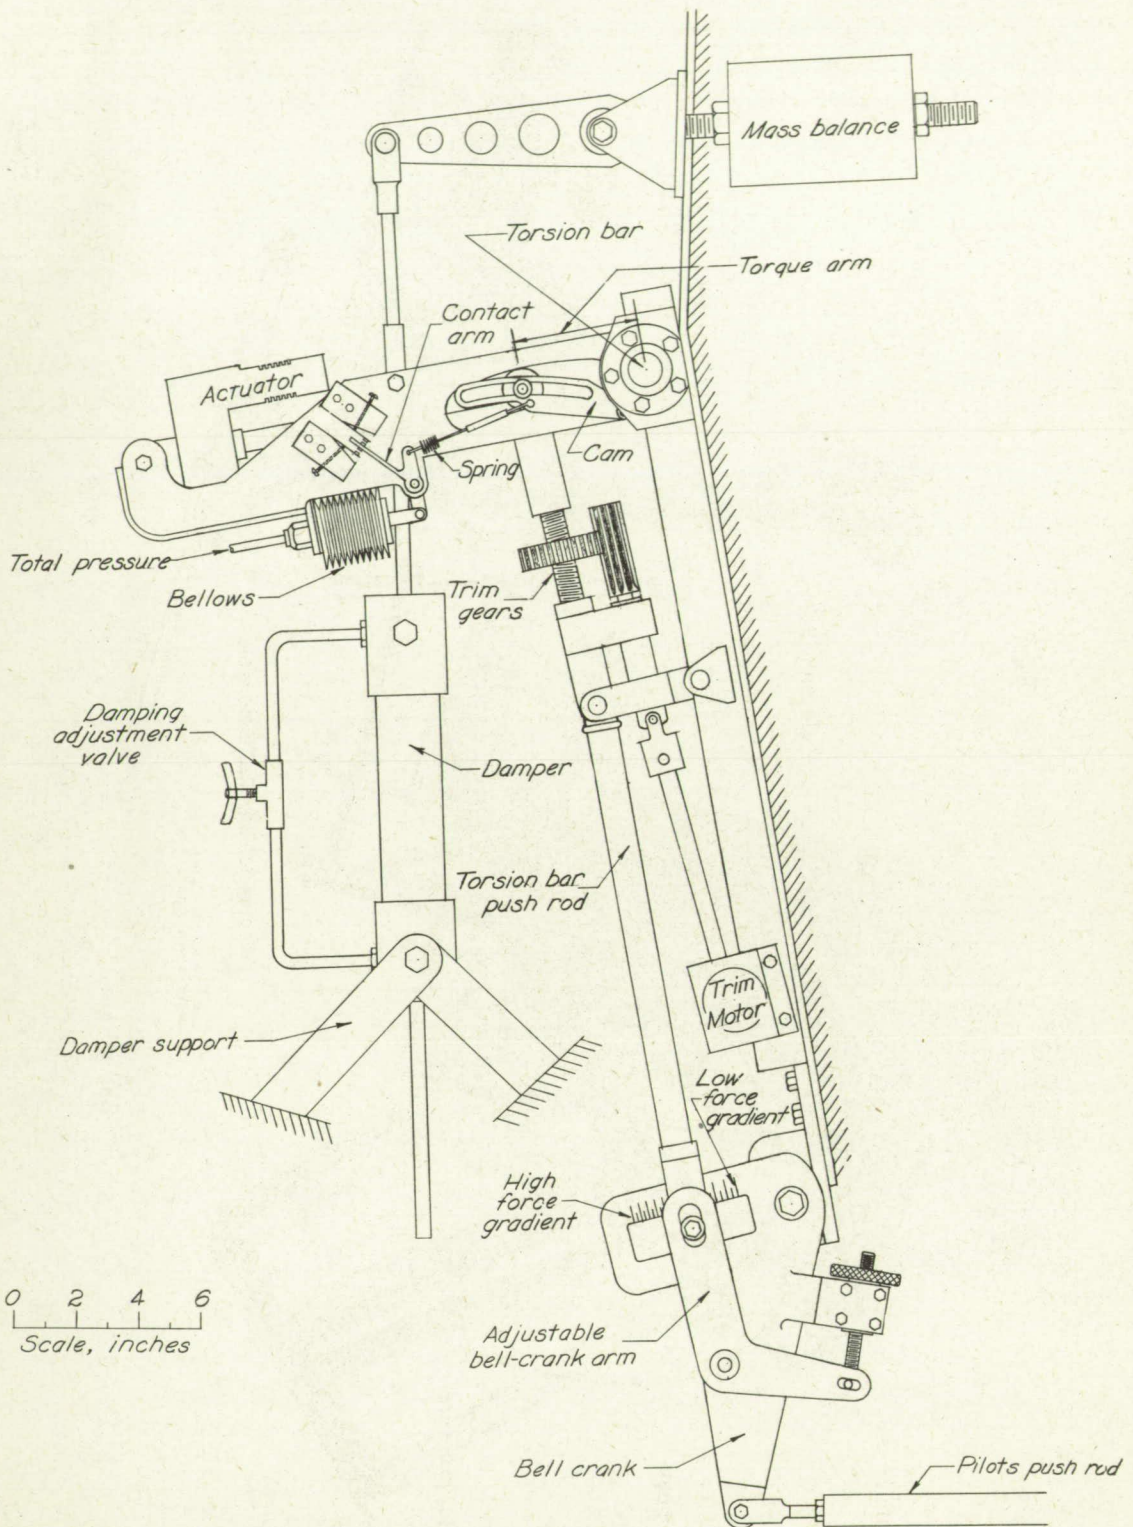 Mass balance
Torsion bar
Torque arm
Contact
arm
Actuator
Cam
Spring
Total pressure
Bellows
Trim
gears
Damping
adjustment
valve
Damper
Torsion bar
push rod
Trim
Motor
Damper support
Low
force
gradient
High
force
gradient
0 2 4 6
Scale, inches
Adjustable
bell-crank arm
Bell crank
Pilots push rod